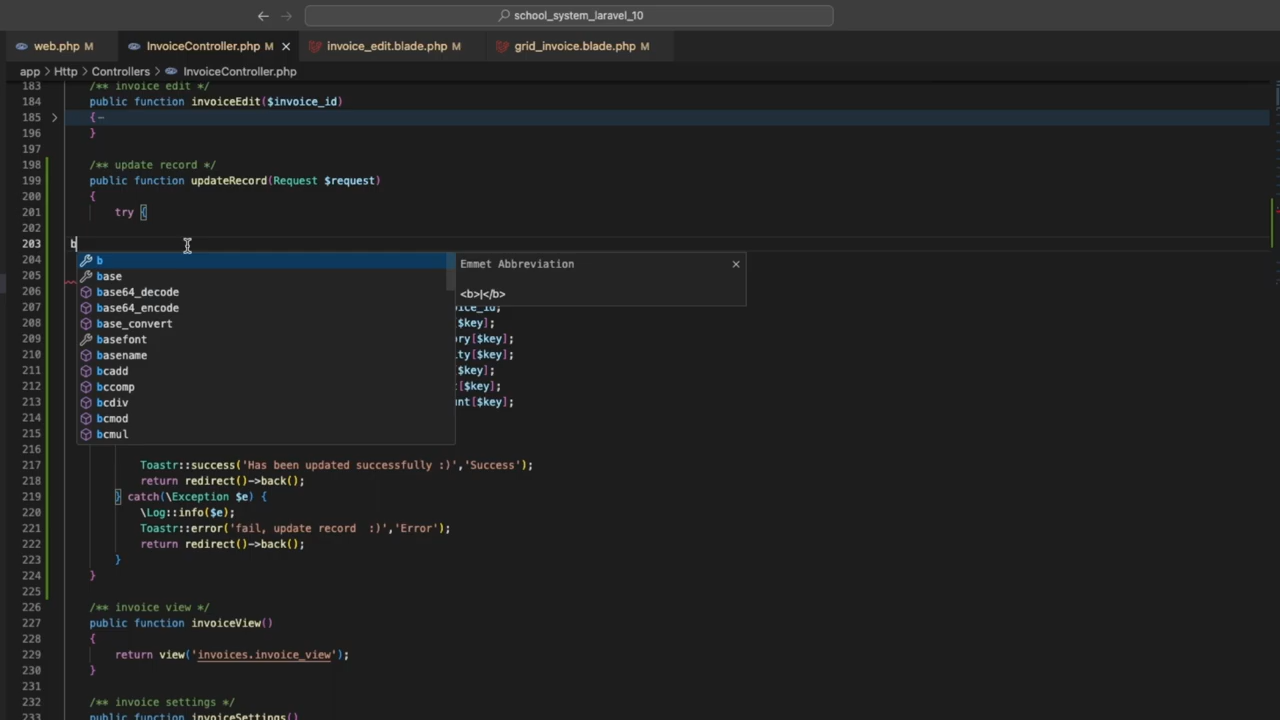 school_system_laravel_10
web.php M InvoiceController.php M invoice_edit.blade.php M grid_invoice.blade.php M
app > Http > Controllers > InvoiceController.php
183 /** invoice edit */
184 public function invoiceEdit($invoice_id)
185 {
196 }
197
198 /** update record */
199 public function updateRecord(Request $request)
200 {
201 try {
202
203 b
204 b Emmet Abbreviation
205 base
206 base64_decode <b>|</b>
207 base64_encode ice_id;
208 base_convert $key];
209 basefont ry[$key];
210 basename ty[$key];
211 bcadd $key];
212 bccomp [$key];
213 bcdiv nt[$key];
214 bcmod
215 bcmul
216
217 Toastr::success('Has been updated successfully :)','Success');
218 return redirect()->back();
219 } catch(\Exception $e) {
220 \Log::info($e);
221 Toastr::error('fail, update record  :)','Error');
222 return redirect()->back();
223 }
224 }
225
226 /** invoice view */
227 public function invoiceView()
228 {
229 return view('invoices.invoice_view');
230 }
231
232 /** invoice settings */
233 public function invoiceSettings()